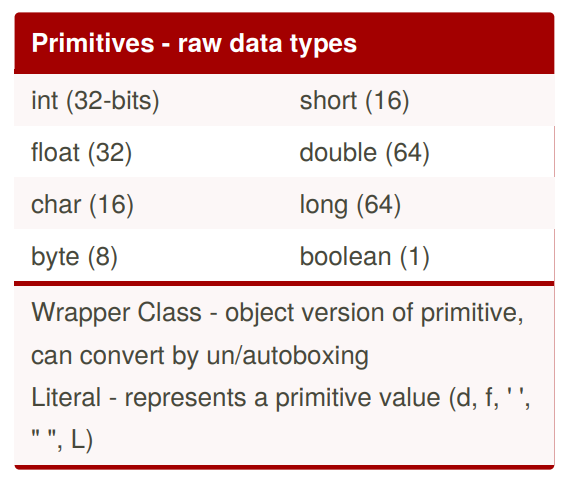 Primitives - raw data types
int (32-bits) short (16)
float (32) double (64)
char (16) long (64)
byte (8) boolean (1)
Wrapper Class - object version of primitive,
can convert by un/autoboxing
Literal - represents a primitive value (d, f, ' ',
" ", L)